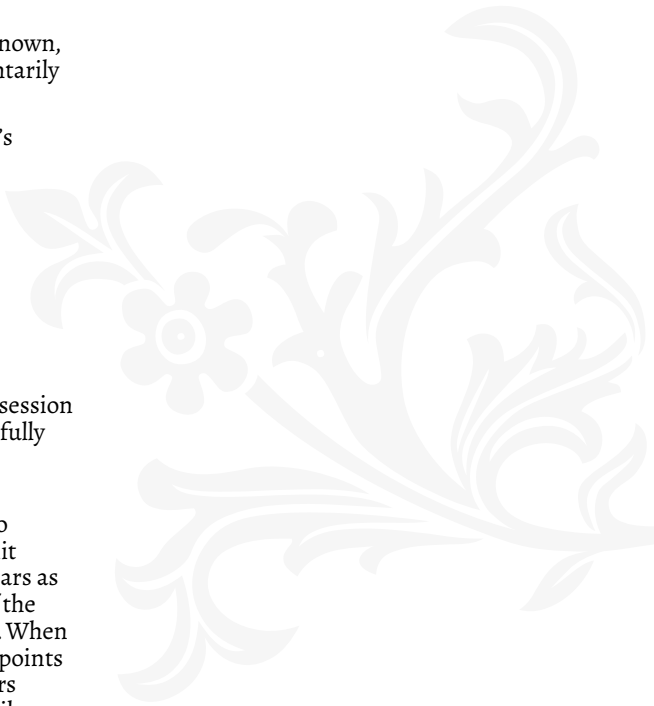 nown,
ntarily
's
session
fully
o
it
ars as
the
. When
points
rs